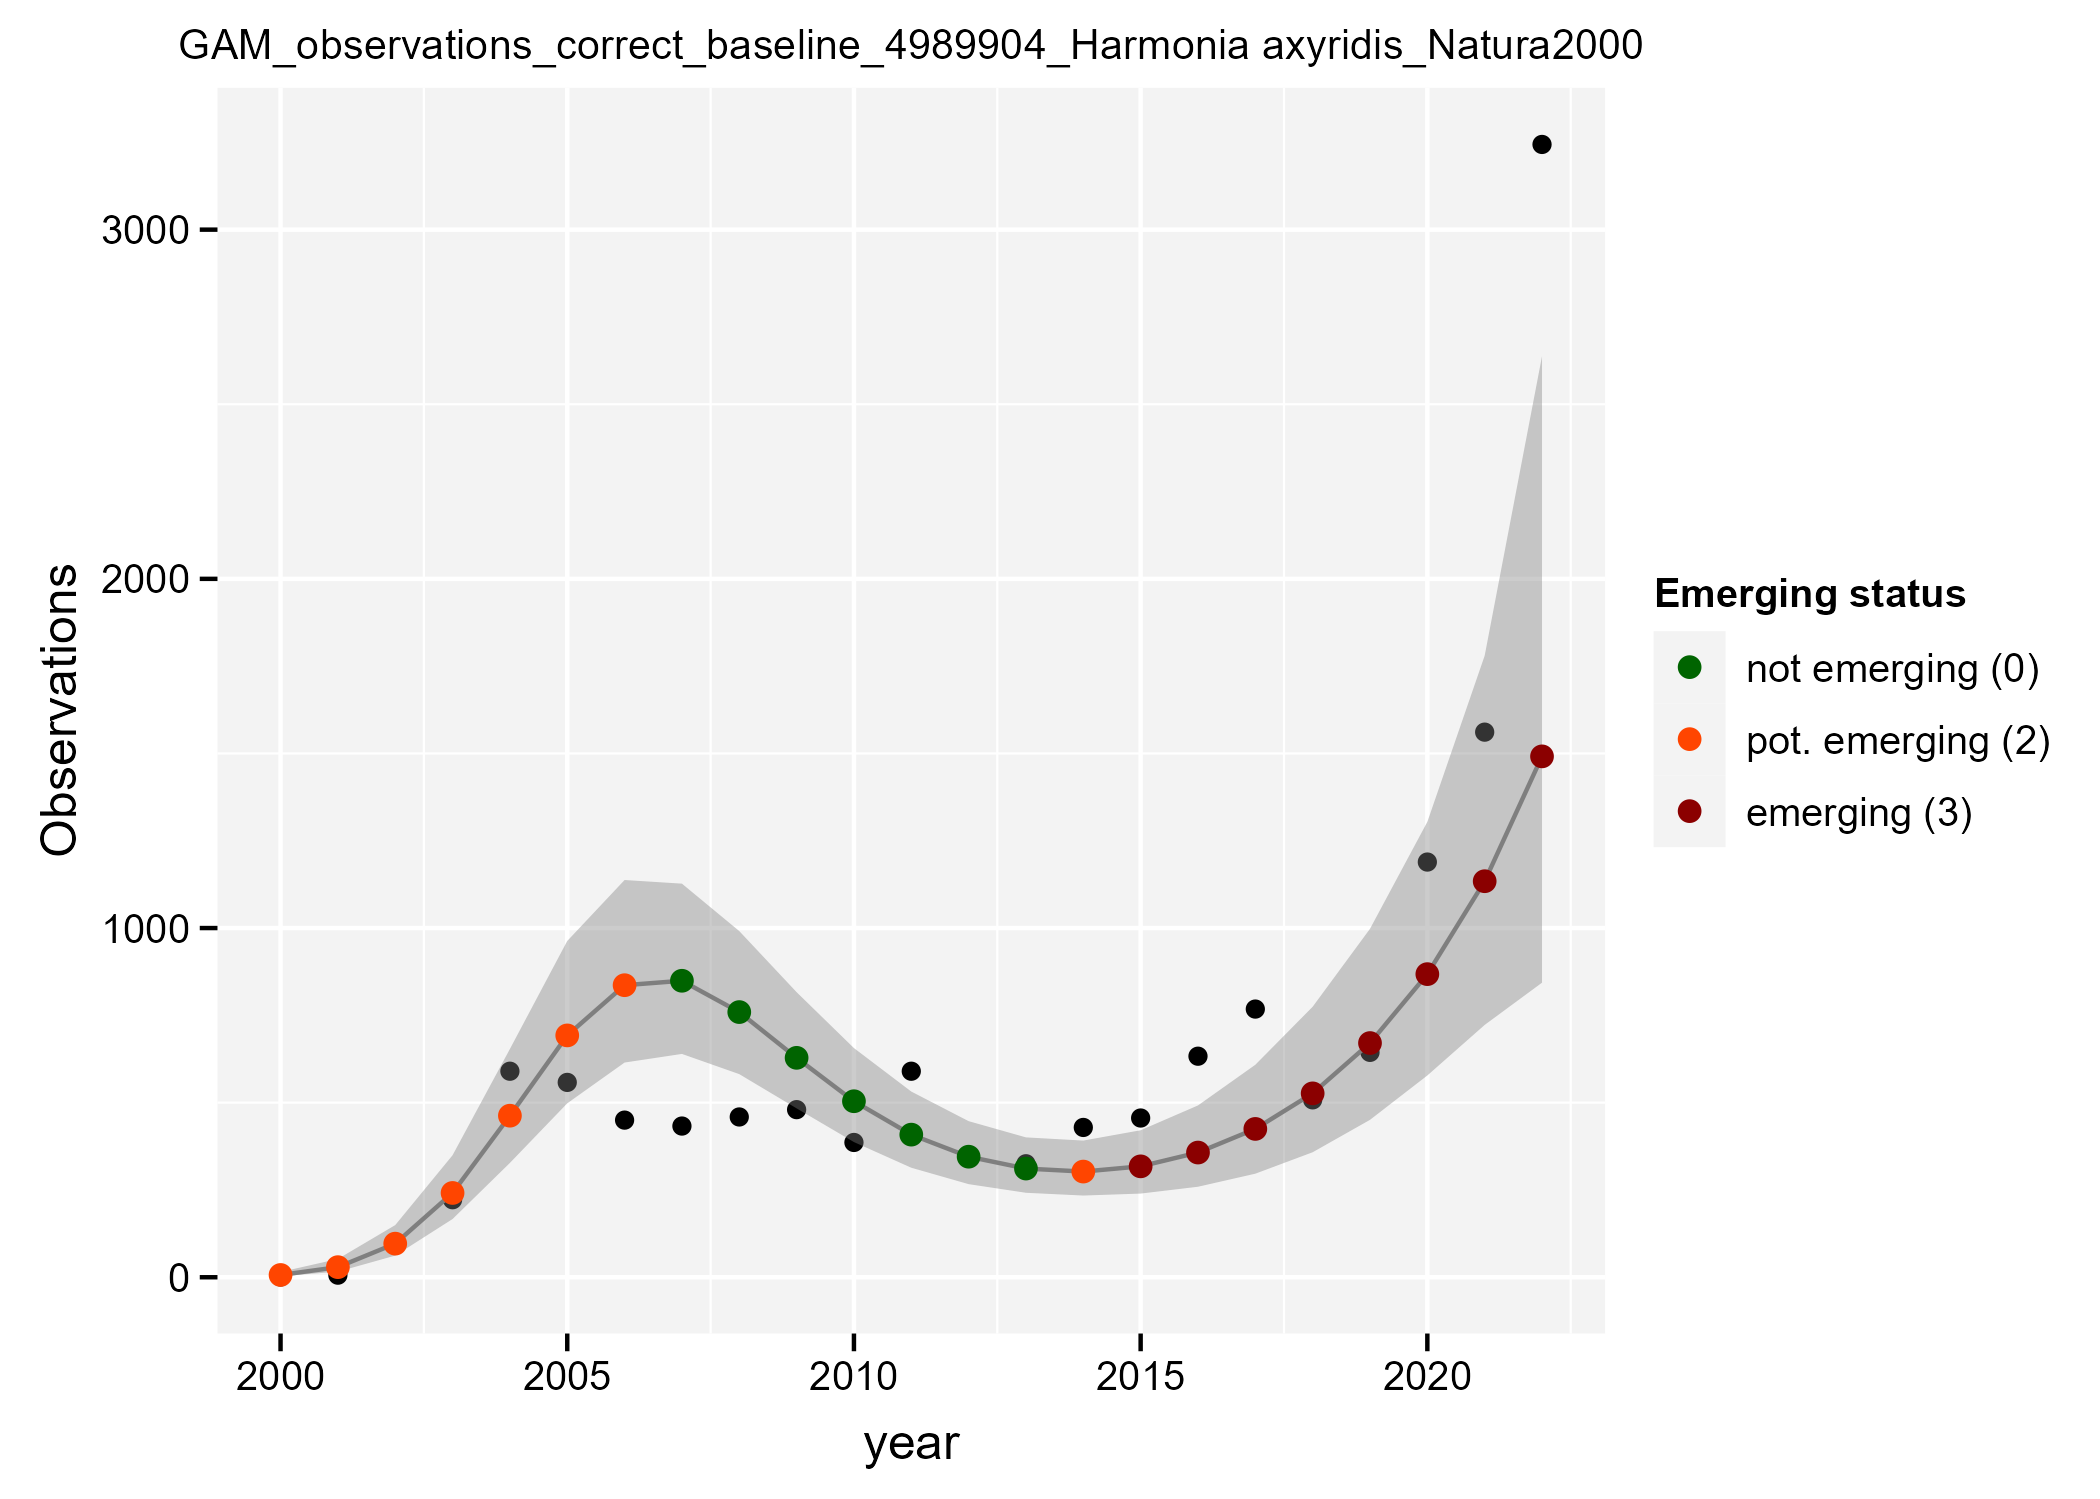 GAM_observations_correct_baseline_4989904_Harmonia axyridis_Natura2000
3000
2000
1000
0
Observations
2000 2005 2010 2015 2020
year
Emerging status
not emerging (0)
pot. emerging (2)
emerging (3)